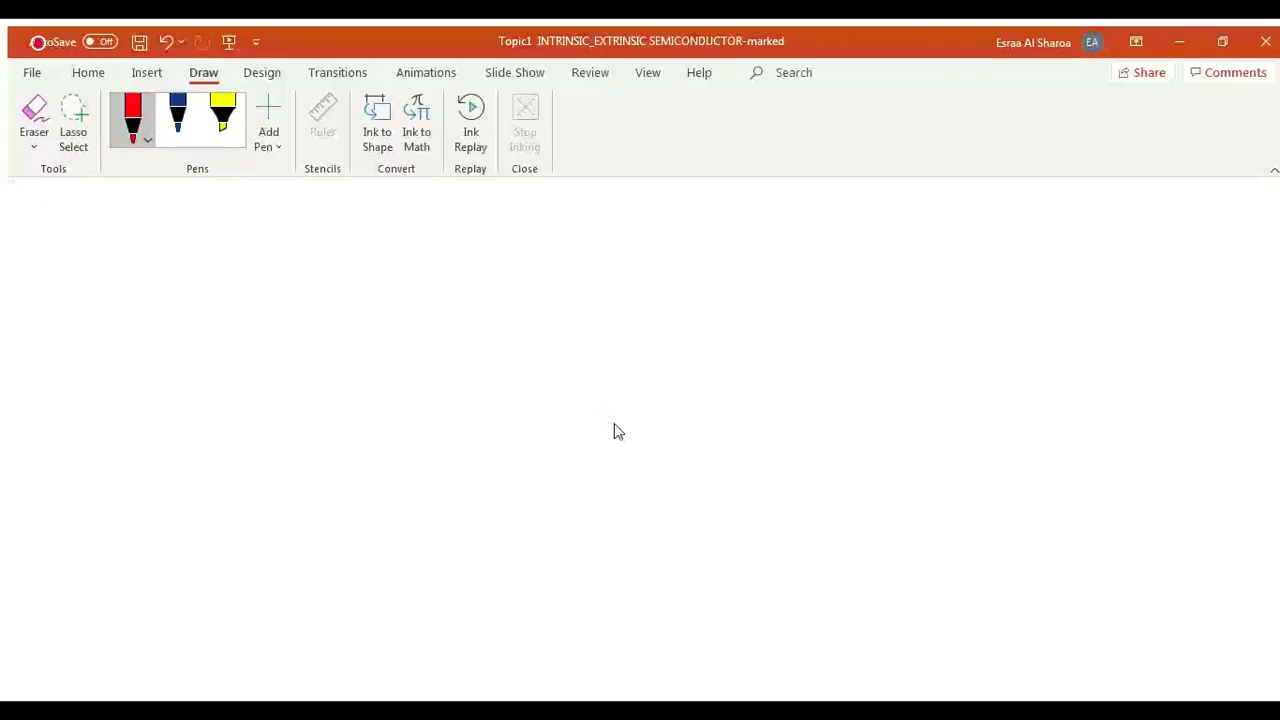 AutoSave Off Topic1 INTRINSIC_EXTRINSIC SEMICONDUCTOR-marked Esraa Al Sharoa EA
File Home Insert Draw Design Transitions Animations Slide Show Review View Help Search Share Comments
Eraser Lasso Select Add Pen Ruler Ink to Shape Ink to Math Ink Replay Stop Inking
Tools Pens Stencils Convert Replay Close